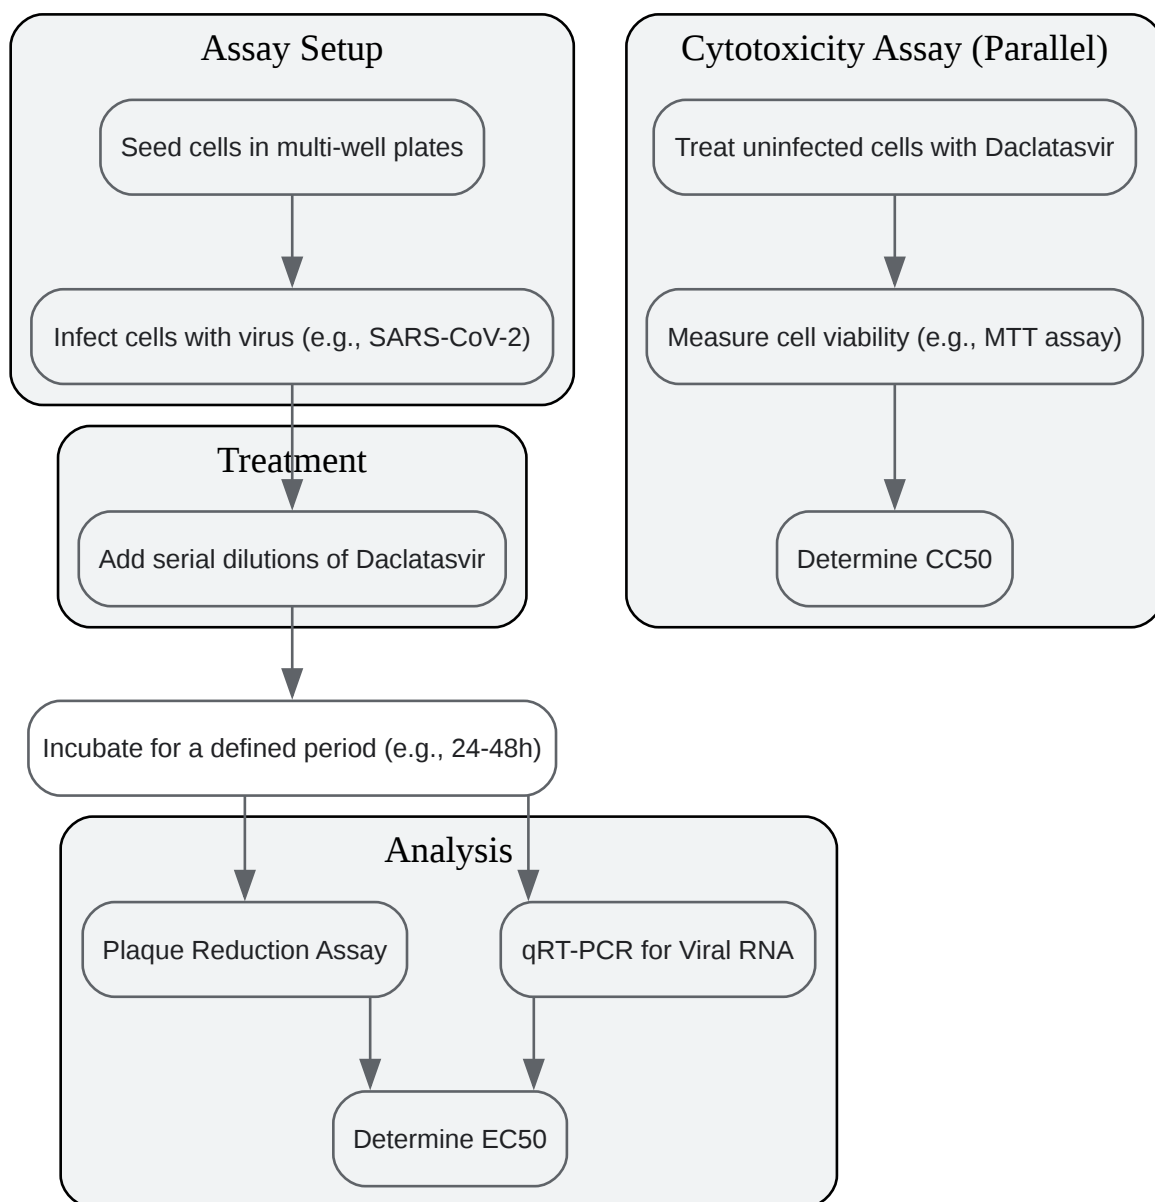 Assay Setup
Seed cells in multi-well plates
Infect cells with virus (e.g., SARS-CoV-2)
Treatment
Add serial dilutions of Daclatasvir
Incubate for a defined period (e.g., 24-48h)
Analysis
Plaque Reduction Assay
qRT-PCR for Viral RNA
Determine EC50
Cytotoxicity Assay (Parallel)
Treat uninfected cells with Daclatasvir
Measure cell viability (e.g., MTT assay)
Determine CC50